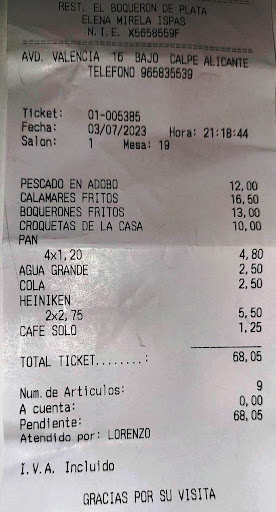 REST. EL BOQUERON DE PLATA
ELENA MIRELA ISPAS
N.I.E. X5658559F
AVD. VALENCIA 16 BAJO CALPE ALICANTE
TELEFONO 965835539
Ticket: 01-005385
Fecha: 03/07/2023 Hora: 21:18:44
Salon: 1 Mesa: 19
PESCADO EN ADOBO 12,00
CALAMARES FRITOS 16,50
BOQUERONES FRITOS 13,00
CROQUETAS DE LA CASA 10,00
PAN
4x1,20 4,80
AGUA GRANDE 2,50
COLA 2,50
HEINIKEN
2x2,75 5,50
CAFE SOLO 1,25
TOTAL TICKET........: 68,05
Num.de Articulos: 9
A cuenta: 0,00
Pendiente: 68,05
Atendido por: LORENZO
I.V.A. Incluido
GRACIAS POR SU VISITA